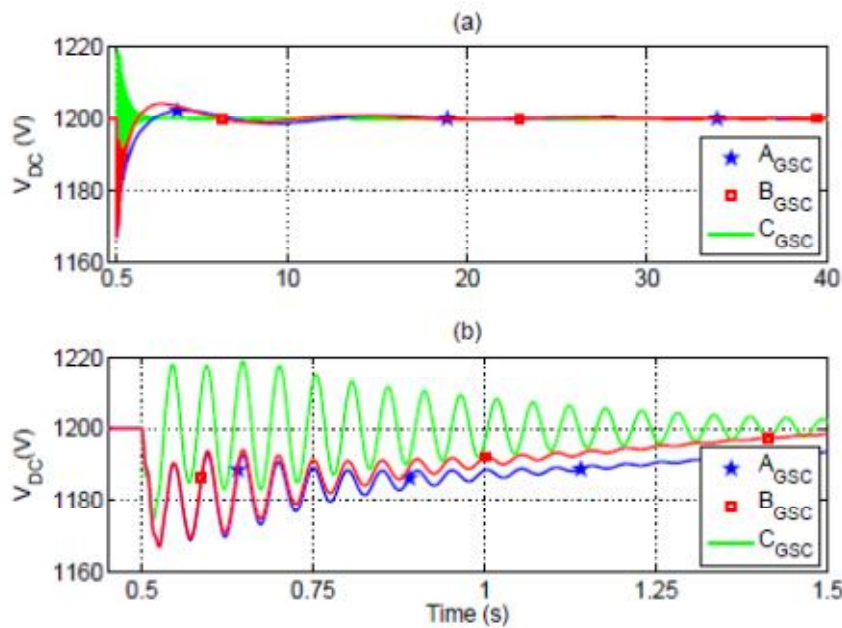 (a)
1220
1200
1180
1160
V_DC (V)
A_GSC
B_GSC
C_GSC
0.5 10 20 30 40
(b)
1220
1200
1180
1160
V_DC(V)
A_GSC
B_GSC
C_GSC
0.5 0.75 1 1.25 1.5
Time (s)